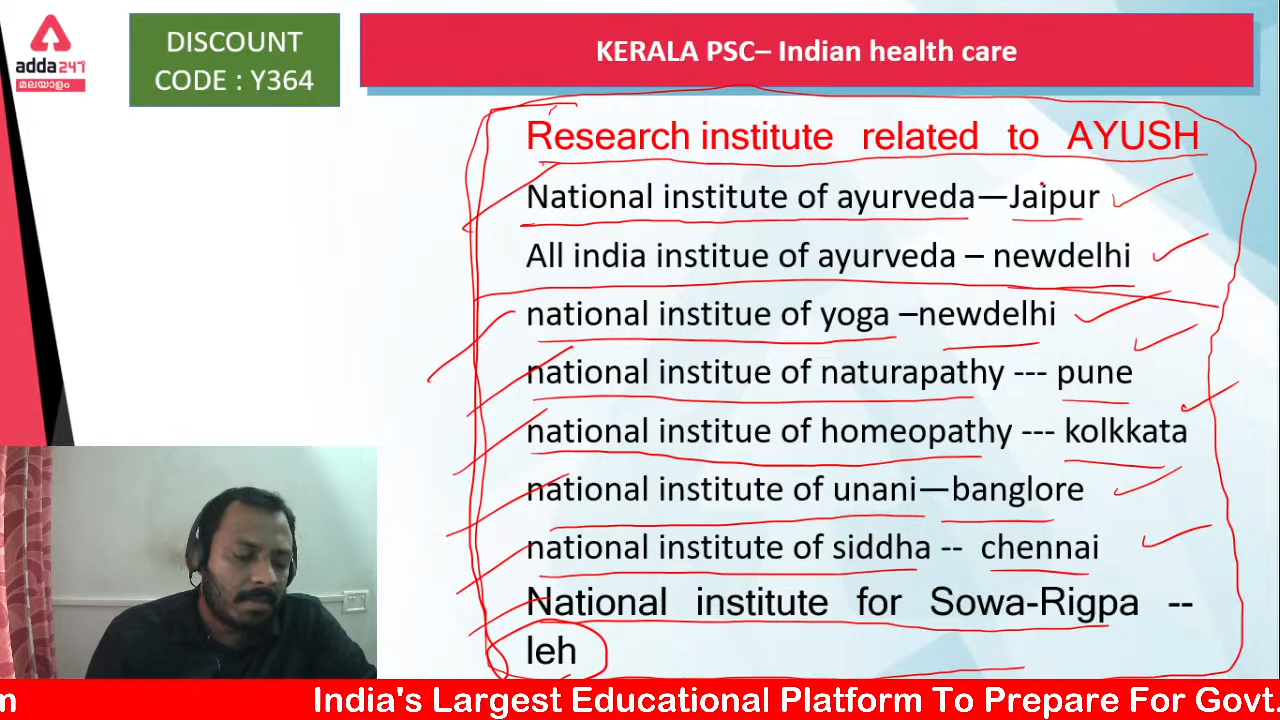 adda247
മലയാളം
DISCOUNT
CODE : Y364
KERALA PSC– Indian health care
Research institute related to AYUSH
National institute of ayurveda—Jaipur
All india institue of ayurveda – newdelhi
national institue of yoga –newdelhi
national institue of naturapathy --- pune
national institue of homeopathy --- kolkkata
national institute of unani—banglore
national institute of siddha -- chennai
National institute for Sowa-Rigpa --
leh
m India's Largest Educational Platform To Prepare For Govt.